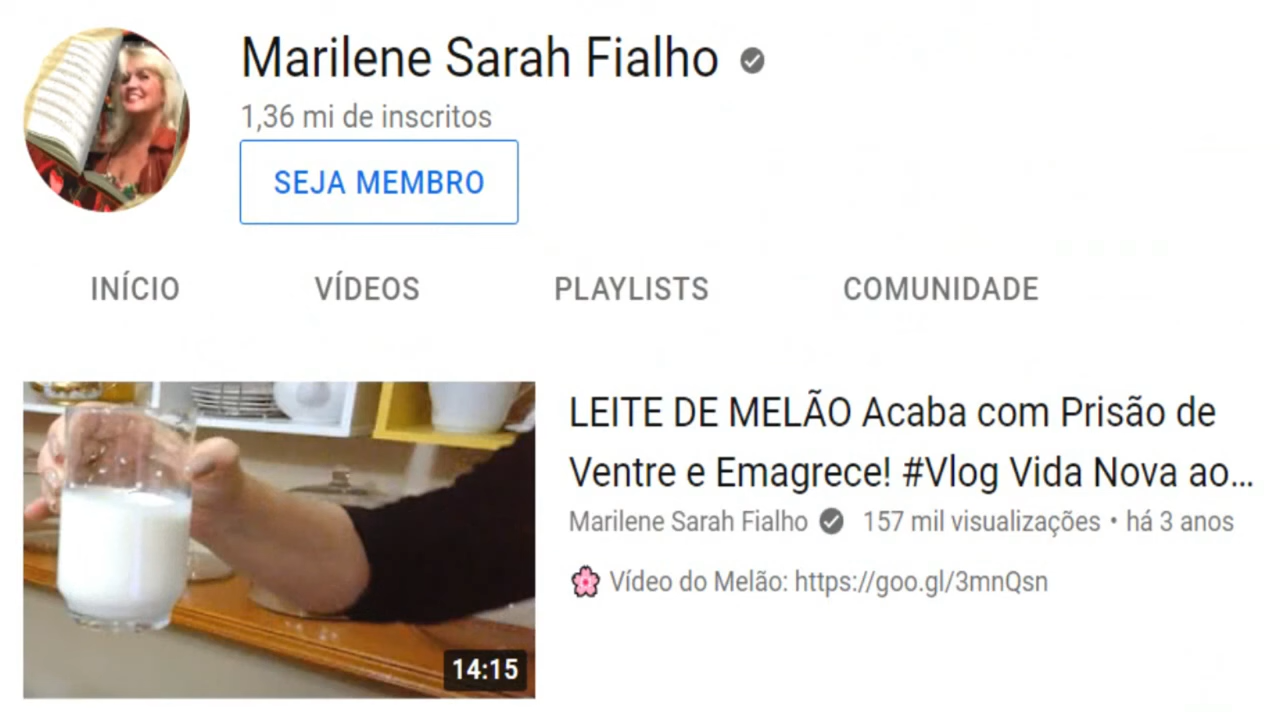 Marilene Sarah Fialho
1,36 mi de inscritos
SEJA MEMBRO
INÍCIO VÍDEOS PLAYLISTS COMUNIDADE
LEITE DE MELÃO Acaba com Prisão de
Ventre e Emagrece! #Vlog Vida Nova ao...
Marilene Sarah Fialho 157 mil visualizações • há 3 anos
🌸 Vídeo do Melão: https://goo.gl/3mnQsn
14:15